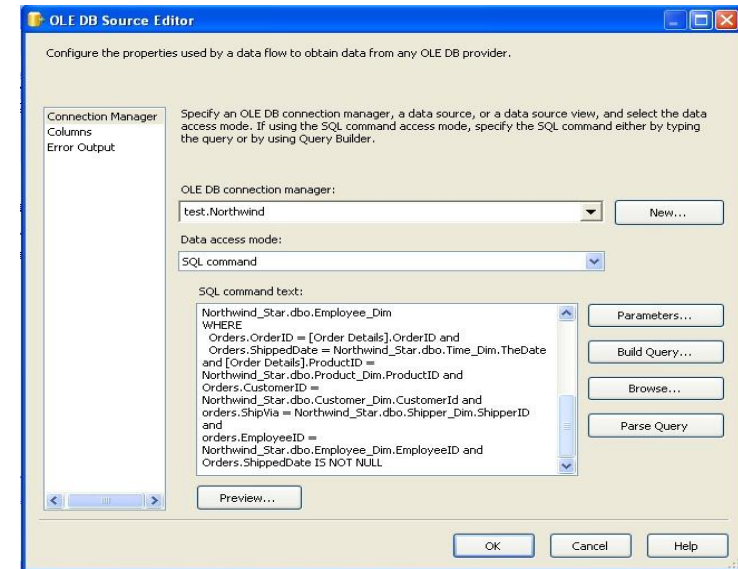 OLE DB Source Editor
Configure the properties used by a data flow to obtain data from any OLE DB provider.
Connection Manager
Columns
Error Output
Specify an OLE DB connection manager, a data source, or a data source view, and select the data
access mode. If using the SQL command access mode, specify the SQL command either by typing
the query or by using Query Builder.
OLE DB connection manager:
test.Northwind
New...
Data access mode:
SQL command
SQL command text:
Northwind_Star.dbo.Employee_Dim
WHERE
Orders.OrderID = [Order Details].OrderID and
Orders.ShippedDate = Northwind_Star.dbo.Time_Dim.TheDate
and [Order Details].ProductID =
Northwind_Star.dbo.Product_Dim.ProductID and
Orders.CustomerID =
Northwind_Star.dbo.Customer_Dim.CustomerId and
orders.ShipVia = Northwind_Star.dbo.Shipper_Dim.ShipperID
and
orders.EmployeeID =
Northwind_Star.dbo.Employee_Dim.EmployeeID and
Orders.ShippedDate IS NOT NULL
Parameters...
Build Query...
Browse...
Parse Query
Preview...
OK
Cancel
Help